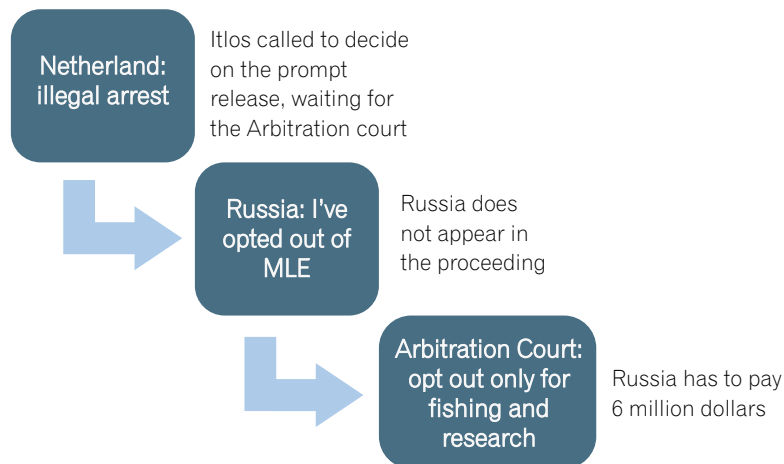 Netherland:
illegal arrest
Itlos called to decide
on the prompt
release, waiting for
the Arbitration court
Russia: I've
opted out of
MLE
Russia does
not appear in
the proceeding
Arbitration Court:
opt out only for
fishing and
research
Russia has to pay
6 million dollars